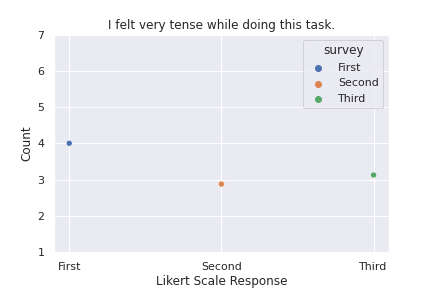 I felt very tense while doing this task.
7
6
5
4
3
2
1
Count
survey
First
Second
Third
First Second Third
Likert Scale Response